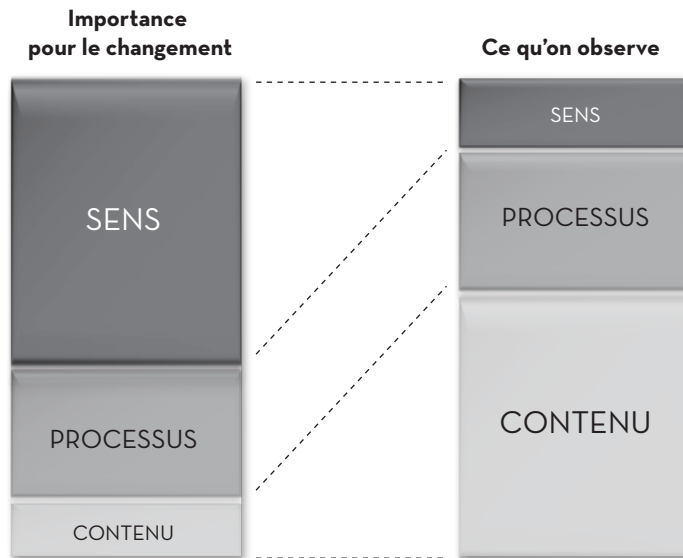 Importance
pour le changement
SENS
PROCESSUS
CONTENU
Ce qu’on observe
SENS
PROCESSUS
CONTENU